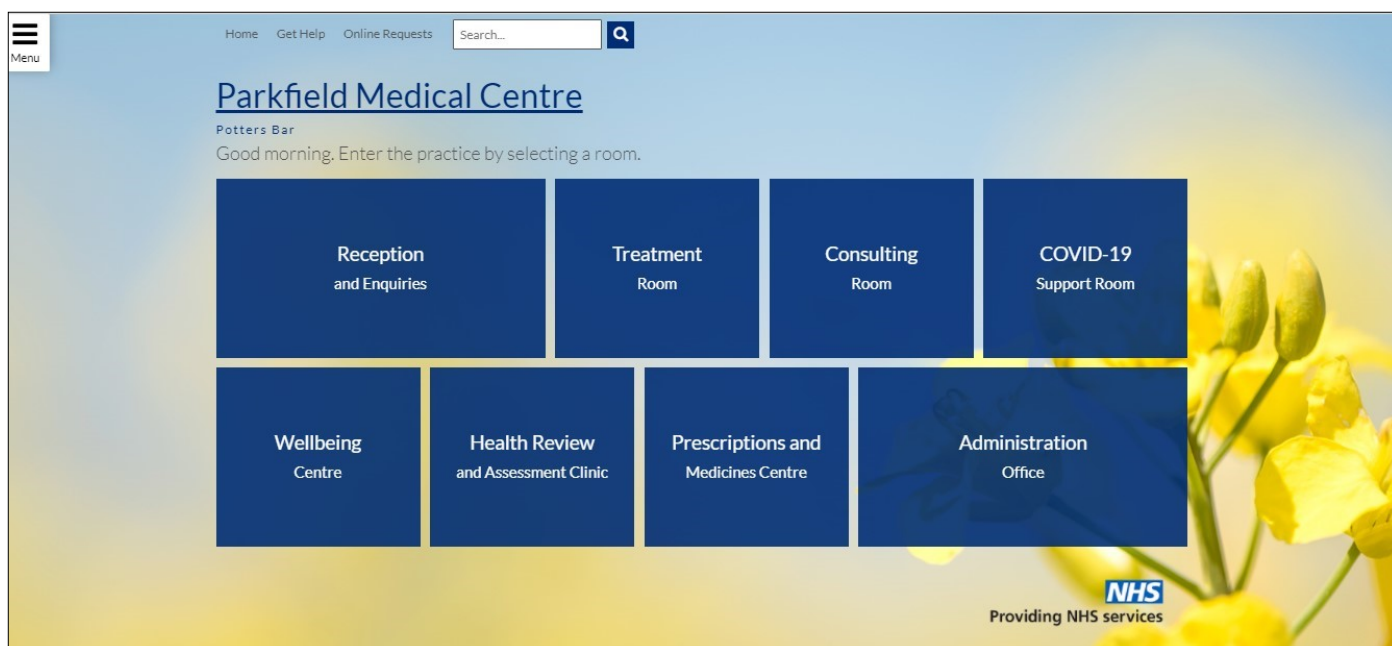 Menu
Home Get Help Online Requests Search...
Parkfield Medical Centre
Potters Bar
Good morning. Enter the practice by selecting a room.
Reception
and Enquiries
Treatment
Room
Consulting
Room
COVID-19
Support Room
Wellbeing
Centre
Health Review
and Assessment Clinic
Prescriptions and
Medicines Centre
Administration
Office
NHS
Providing NHS services